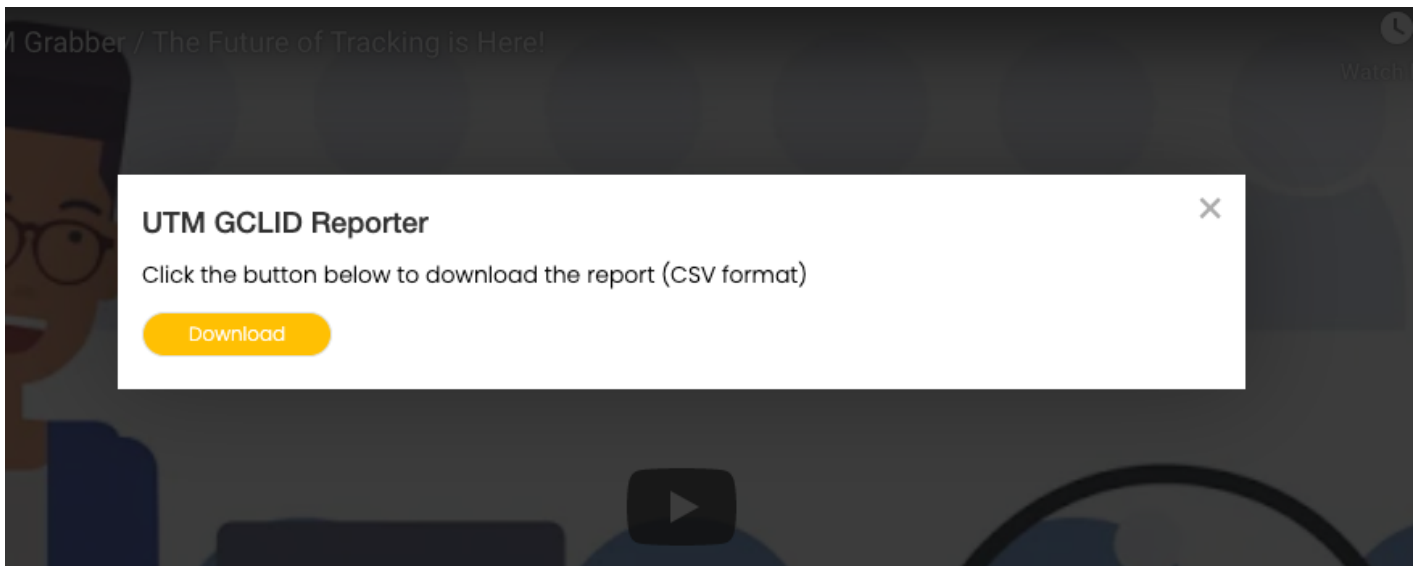 M Grabber / The Future of Tracking is Here!
Watch
UTM GCLID Reporter
Click the button below to download the report (CSV format)
Download